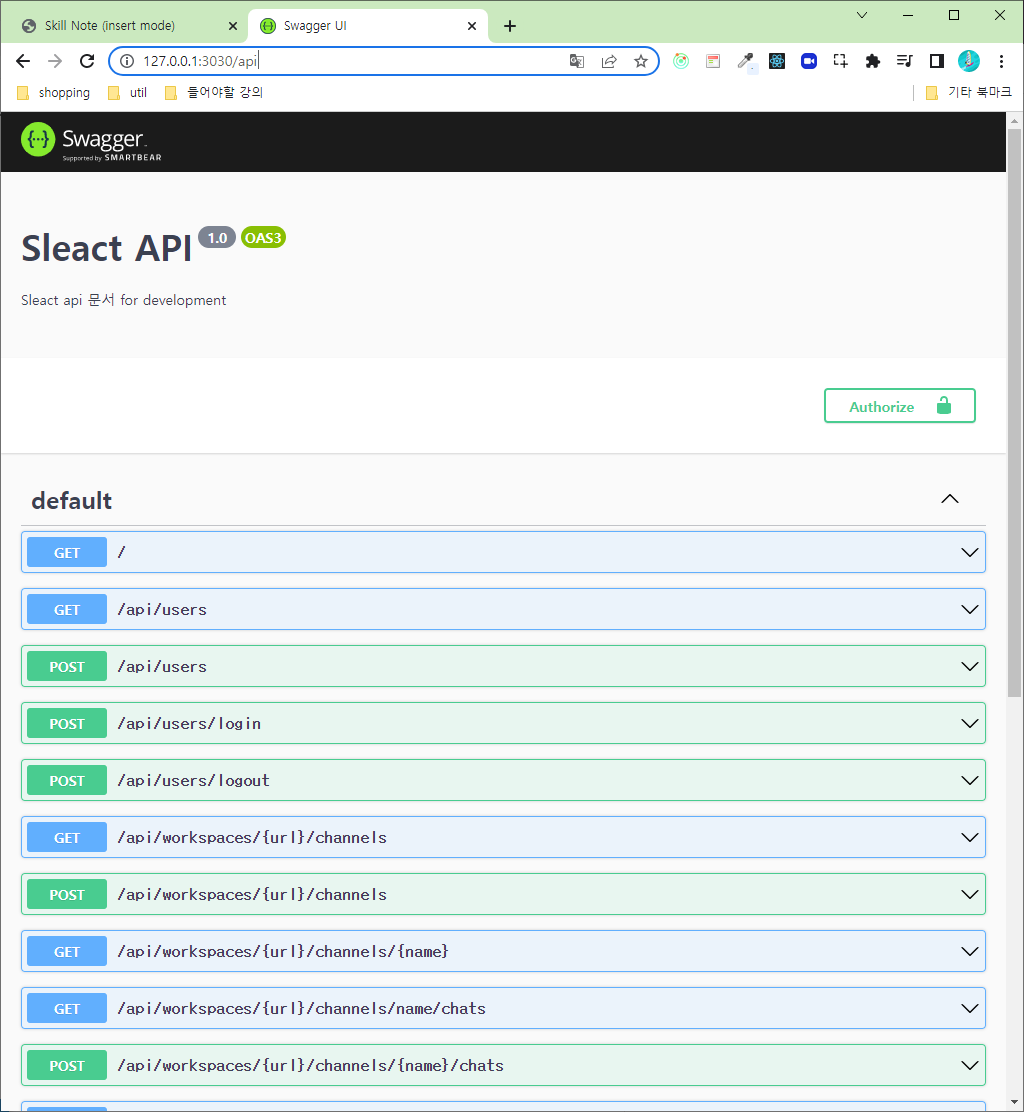 Skill Note (insert mode)
Swagger UI
127.0.0.1:3030/api
shopping
util
들어야할 강의
기타 북마크
{···} Swagger
Supported by SMARTBEAR
Sleact API 1.0 OAS3
Sleact api 문서 for development
Authorize
default
GET /
GET /api/users
POST /api/users
POST /api/users/login
POST /api/users/logout
GET /api/workspaces/{url}/channels
POST /api/workspaces/{url}/channels
GET /api/workspaces/{url}/channels/{name}
GET /api/workspaces/{url}/channels/name/chats
POST /api/workspaces/{url}/channels/{name}/chats